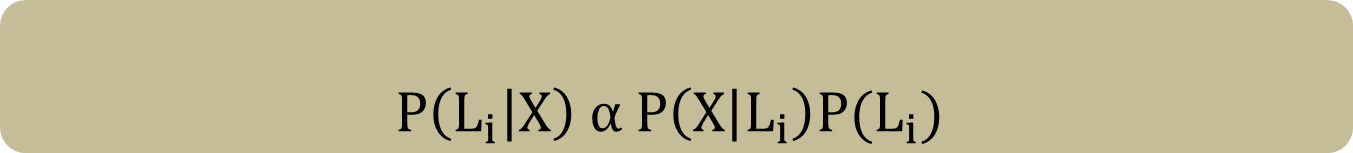 P(Lᵢ|X) α P(X|Lᵢ)P(Lᵢ)